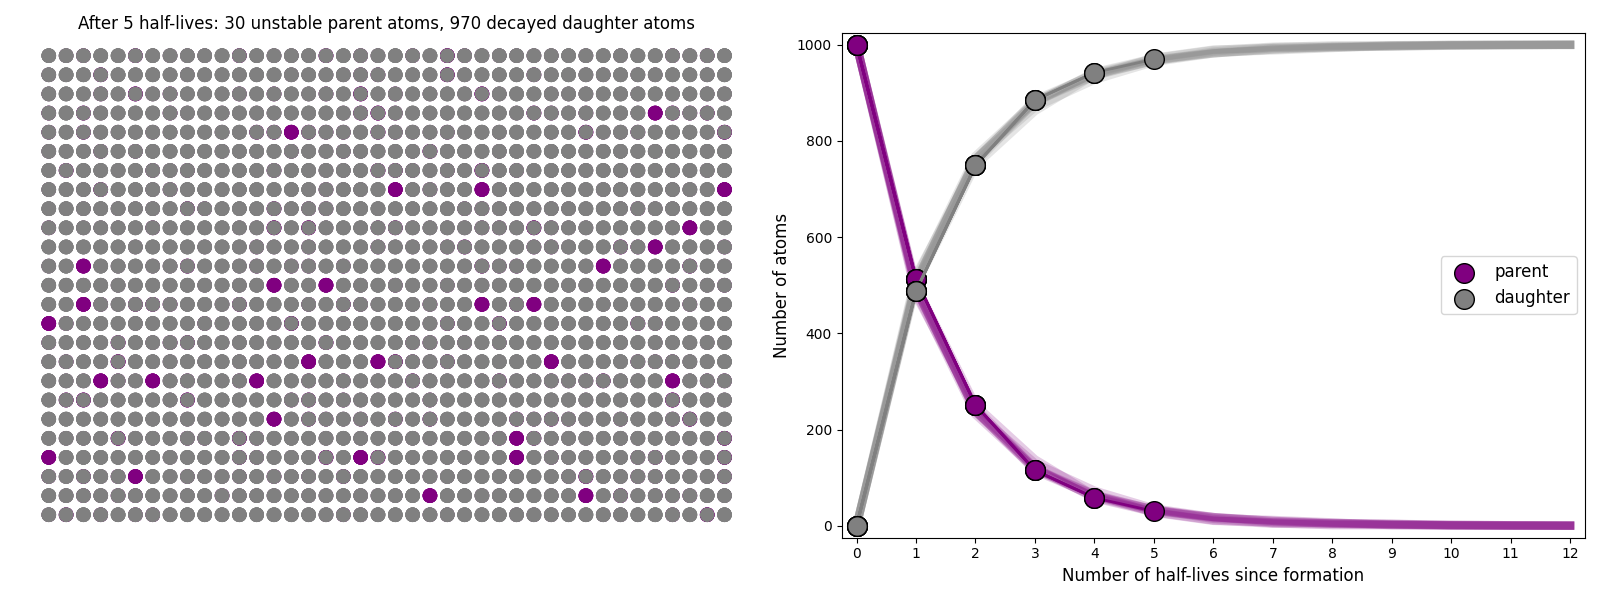 After 5 half-lives: 30 unstable parent atoms, 970 decayed daughter atoms
Number of atoms
1000
800
600
400
200
0
parent
daughter
0 1 2 3 4 5 6 7 8 9 10 11 12
Number of half-lives since formation